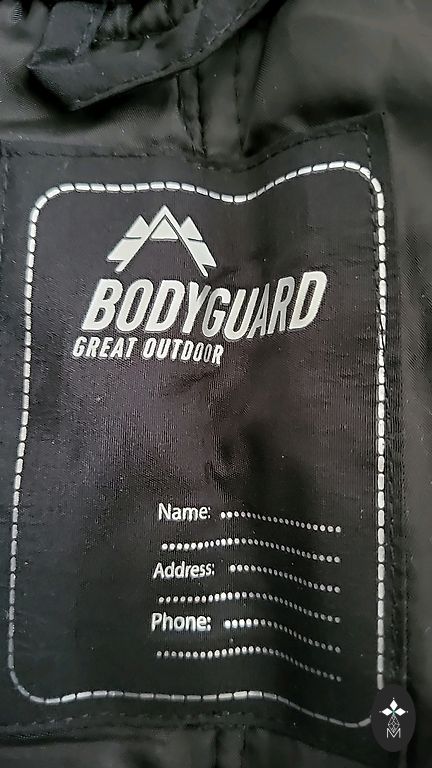 BODYGUARD
GREAT OUTDOOR
Name: ........................
........................
Address: ........................
........................
Phone: ........................
........................
M